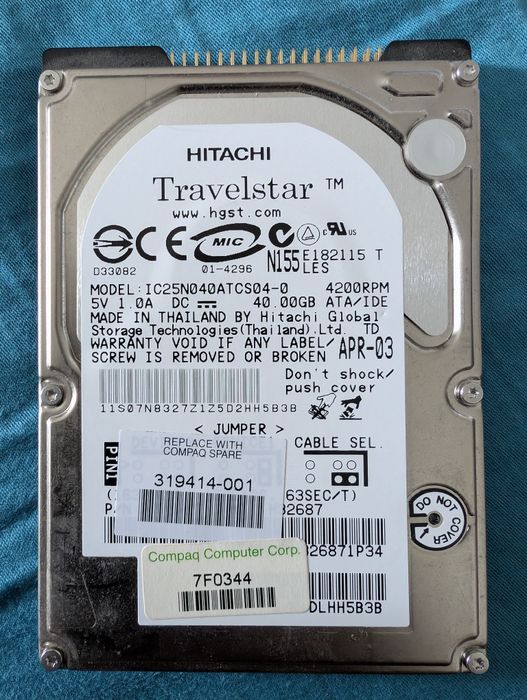 HITACHI
Travelstar ™
www.hgst.com
D33082
CE
MIC
01-4296
N155
E182115 T
LES
MODEL: IC25N040ATCS04-0 4200RPM
5V 1.0A DC 40.00GB ATA/IDE
MADE IN THAILAND BY Hitachi Global
Storage Technologies(Thailand).Ltd. TD
WARRANTY VOID IF ANY LABEL/
SCREW IS REMOVED OR BROKEN
APR-03
Don't shock/
push cover
11S07N8327Z1Z5D2HH5B3B
< JUMPER >
CABLE SEL.
PIN1
REPLACE WITH
COMPAQ SPARE
319414-001
63SEC/T)
32687
Compaq Computer Corp.
7F0344
26871P34
DLHH5B3B
DO NOT
COVER